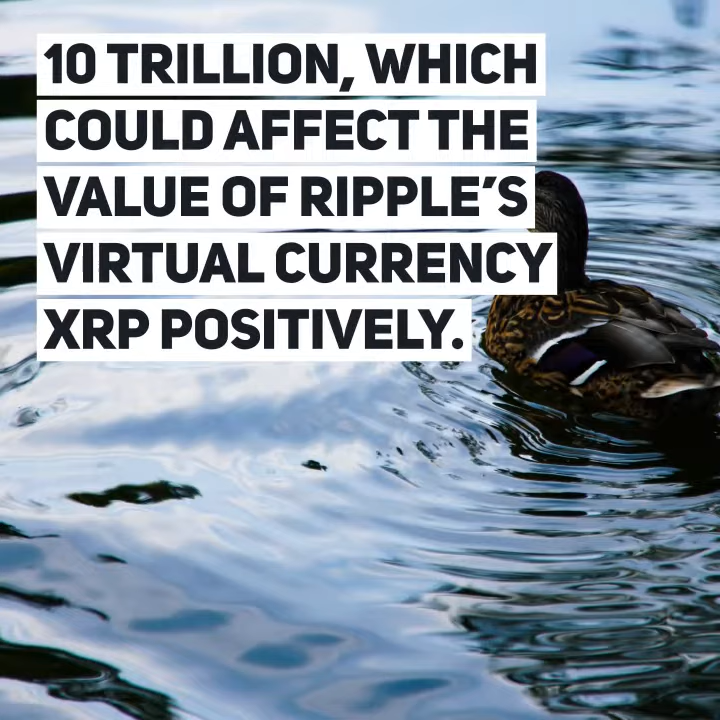 10 TRILLION, WHICH
COULD AFFECT THE
VALUE OF RIPPLE'S
VIRTUAL CURRENCY
XRP POSITIVELY.